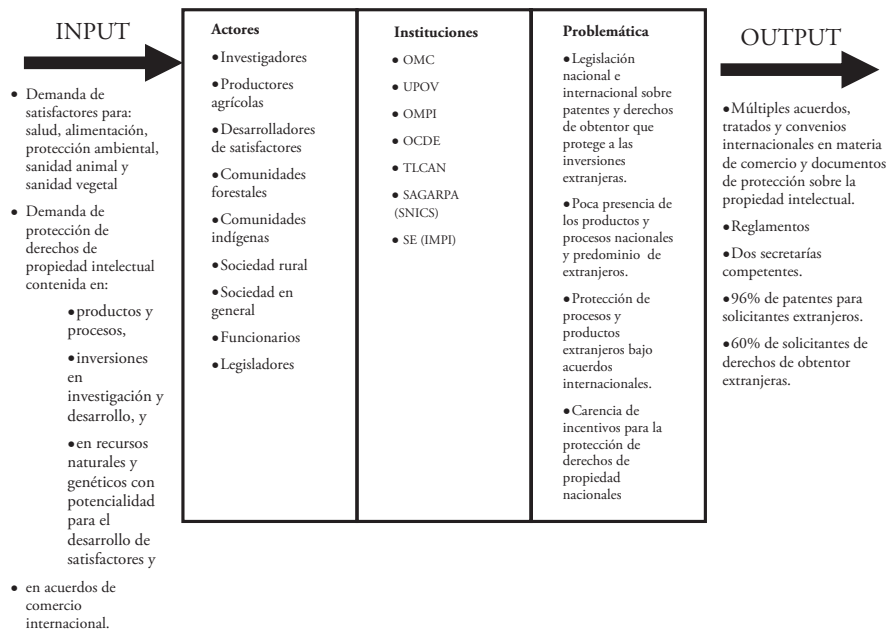 INPUT
• Demanda de
satisfactores para:
salud, alimentación,
protección ambiental,
sanidad animal y
sanidad vegetal
• Demanda de
protección de
derechos de
propiedad intelectual
contenida en:
•productos y
procesos,
•inversiones
en
investigación y
desarrollo, y
•en recursos
naturales y
genéticos con
potencialidad
para el
desarrollo de
satisfactores y
• en acuerdos de
comercio
internacional.
Actores
•Investigadores
•Productores
agrícolas
•Desarrolladores
de satisfactores
•Comunidades
forestales
•Comunidades
indígenas
•Sociedad rural
•Sociedad en
general
•Funcionarios
•Legisladores
Instituciones
• OMC
• UPOV
• OMPI
• OCDE
• TLCAN
• SAGARPA
(SNICS)
• SE (IMPI)
Problemática
•Legislación
nacional e
internacional sobre
patentes y derechos
de obtentor que
protege a las
inversiones
extranjeras.
•Poca presencia de
los productos y
procesos nacionales
y predominio de
extranjeros.
•Protección de
procesos y
productos
extranjeros bajo
acuerdos
internacionales.
•Carencia de
incentivos para la
protección de
derechos de
propiedad
nacionales
OUTPUT
•Múltiples acuerdos,
tratados y convenios
internacionales en materia
de comercio y documentos
de protección sobre la
propiedad intelectual.
•Reglamentos
•Dos secretarías
competentes.
•96% de patentes para
solicitantes extranjeros.
•60% de solicitantes de
derechos de obtentor
extranjeras.